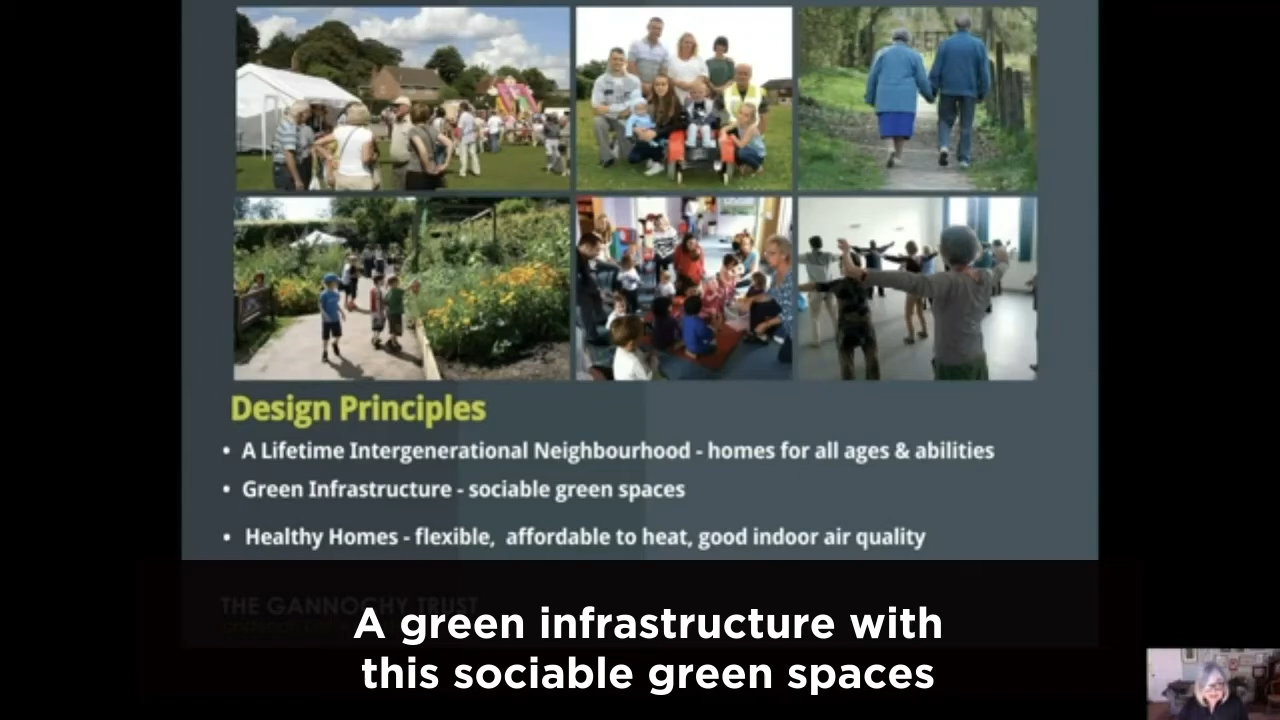 Design Principles
• A Lifetime Intergenerational Neighbourhood - homes for all ages & abilities
• Green Infrastructure - sociable green spaces
• Healthy Homes - flexible, affordable to heat, good indoor air quality
THE GANNOCHY TRUST
A green infrastructure with
this sociable green spaces